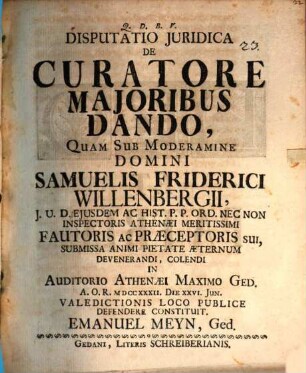 Q. D. B. V.
DISPUTATIO JURIDICA
DE
CURATORE
MAJORIBUS
DANDO,
QUAM SUB MODERAMINE
DOMINI
SAMUELIS FRIDERICI
WILLENBERGII,
J. U. D. EJUSDEM AC HIST. P. P. ORD. NEC NON
INSPECTORIS ATHENÆI MERITISSIMI
FAUTORIS AC PRÆCEPTORIS SUI,
SUBMISSA ANIMI PIETATE ÆTERNUM
DEVENERANDI, COLENDI
IN
AUDITORIO ATHENÆI MAXIMO GED.
A. O. R. MDCCXXXII. DIE XXVI. JUN.
VALEDICTIONIS LOCO PUBLICE
DEFENDERE CONSTITUIT.
EMANUEL MEYN, Ged.
GEDANI, LITERIS SCHREIBERIANIS.